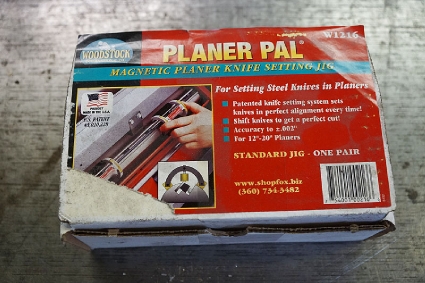 W1216
WOODSTOCK
PLANER PAL®
MAGNETIC PLANER KNIFE SETTING JIG
For Setting Steel Knives in Planers
Patented knife setting system sets
knives in perfect alignment every time!
Shift knives to get a perfect cut!
Accuracy to ±.002"
For 12"-20" Planers
STANDARD JIG - ONE PAIR
www.shopfox.biz
(360) 734-3482
MADE IN THE U.S.A.
U.S. PATENT